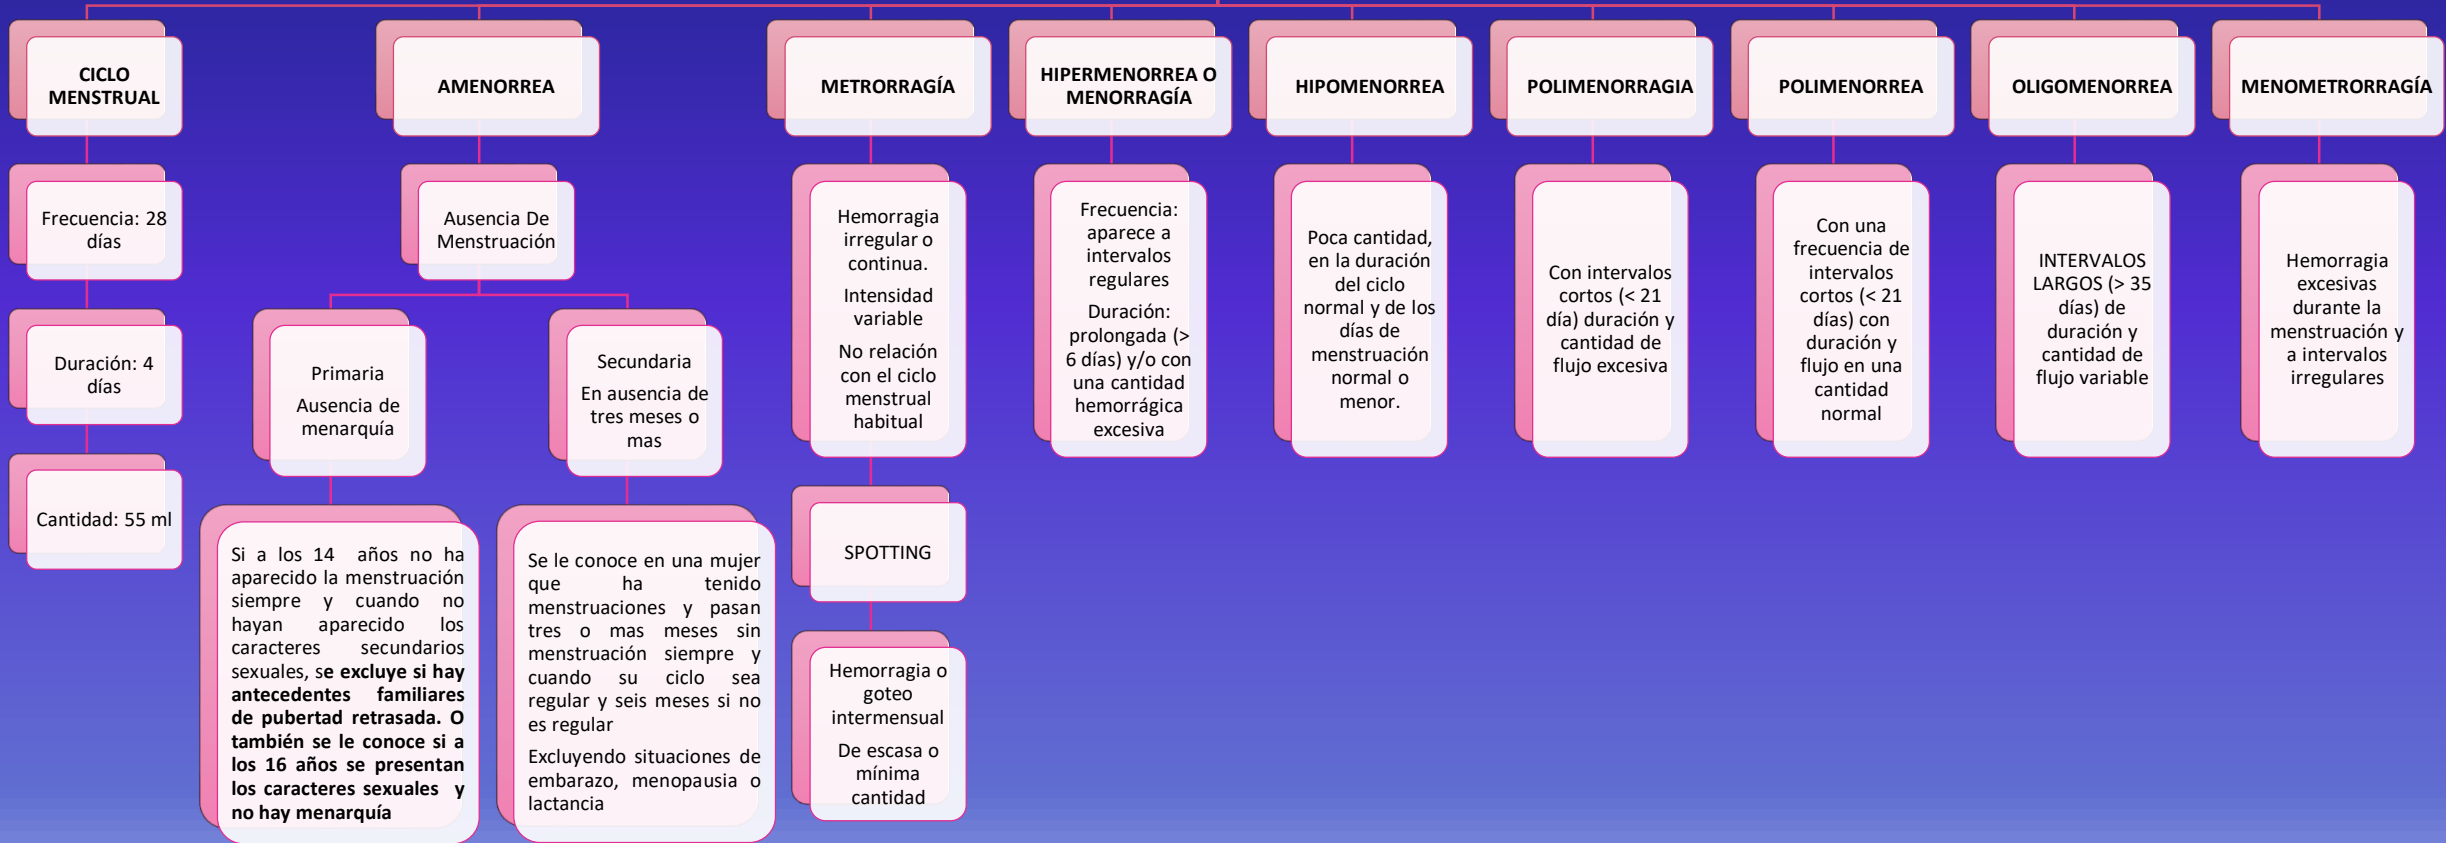 CICLO
MENSTRUAL
Frecuencia: 28
días
Duración: 4
días
Cantidad: 55 ml
AMENORREA
Ausencia De
Menstruación
Primaria
Ausencia de
menarquía
Si a los 14 años no ha
aparecido la menstruación
siempre y cuando no
hayan aparecido los
caracteres secundarios
sexuales, se excluye si hay
antecedentes familiares
de pubertad retrasada. O
también se le conoce si a
los 16 años se presentan
los caracteres sexuales y
no hay menarquía
Secundaria
En ausencia de
tres meses o
mas
Se le conoce en una mujer
que ha tenido
menstruaciones y pasan
tres o mas meses sin
menstruación siempre y
cuando su ciclo sea
regular y seis meses si no
es regular
Excluyendo situaciones de
embarazo, menopausia o
lactancia
METRORRAGÍA
Hemorragia
irregular o
continua.
Intensidad
variable
No relación
con el ciclo
menstrual
habitual
SPOTTING
Hemorragia o
goteo
intermensual
De escasa o
mínima
cantidad
HIPERMENORREA O
MENORRAGÍA
Frecuencia:
aparece a
intervalos
regulares
Duración:
prolongada (>
6 días) y/o con
una cantidad
hemorrágica
excesiva
HIPOMENORREA
Poca cantidad,
en la duración
del ciclo
normal y de los
días de
menstruación
normal o
menor.
POLIMENORRAGIA
Con intervalos
cortos (< 21
día) duración y
cantidad de
flujo excesiva
POLIMENORREA
Con una
frecuencia de
intervalos
cortos (< 21
días) con
duración y
flujo en una
cantidad
normal
OLIGOMENORREA
INTERVALOS
LARGOS (> 35
días) de
duración y
cantidad de
flujo variable
MENOMETRORRAGÍA
Hemorragia
excesivas
durante la
menstruación y
a intervalos
irregulares